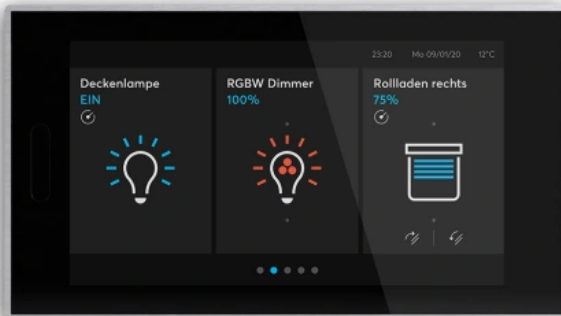 23:20 Mo 09/01/20 12°C
Deckenlampe
EIN
RGBW Dimmer
100%
Rollladen rechts
75%